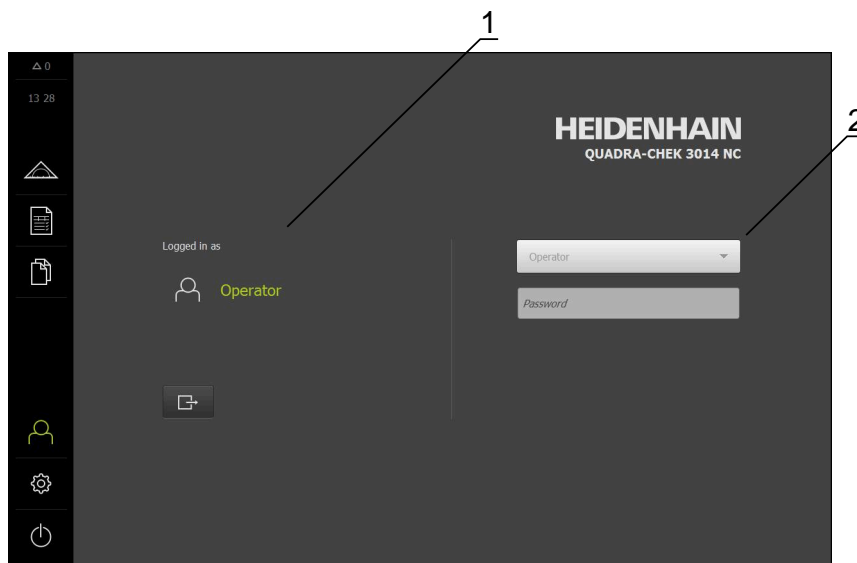 1
△ 0
13 28
HEIDENHAIN
QUADRA-CHEK 3014 NC
2
Logged in as
Operator
Operator
Password